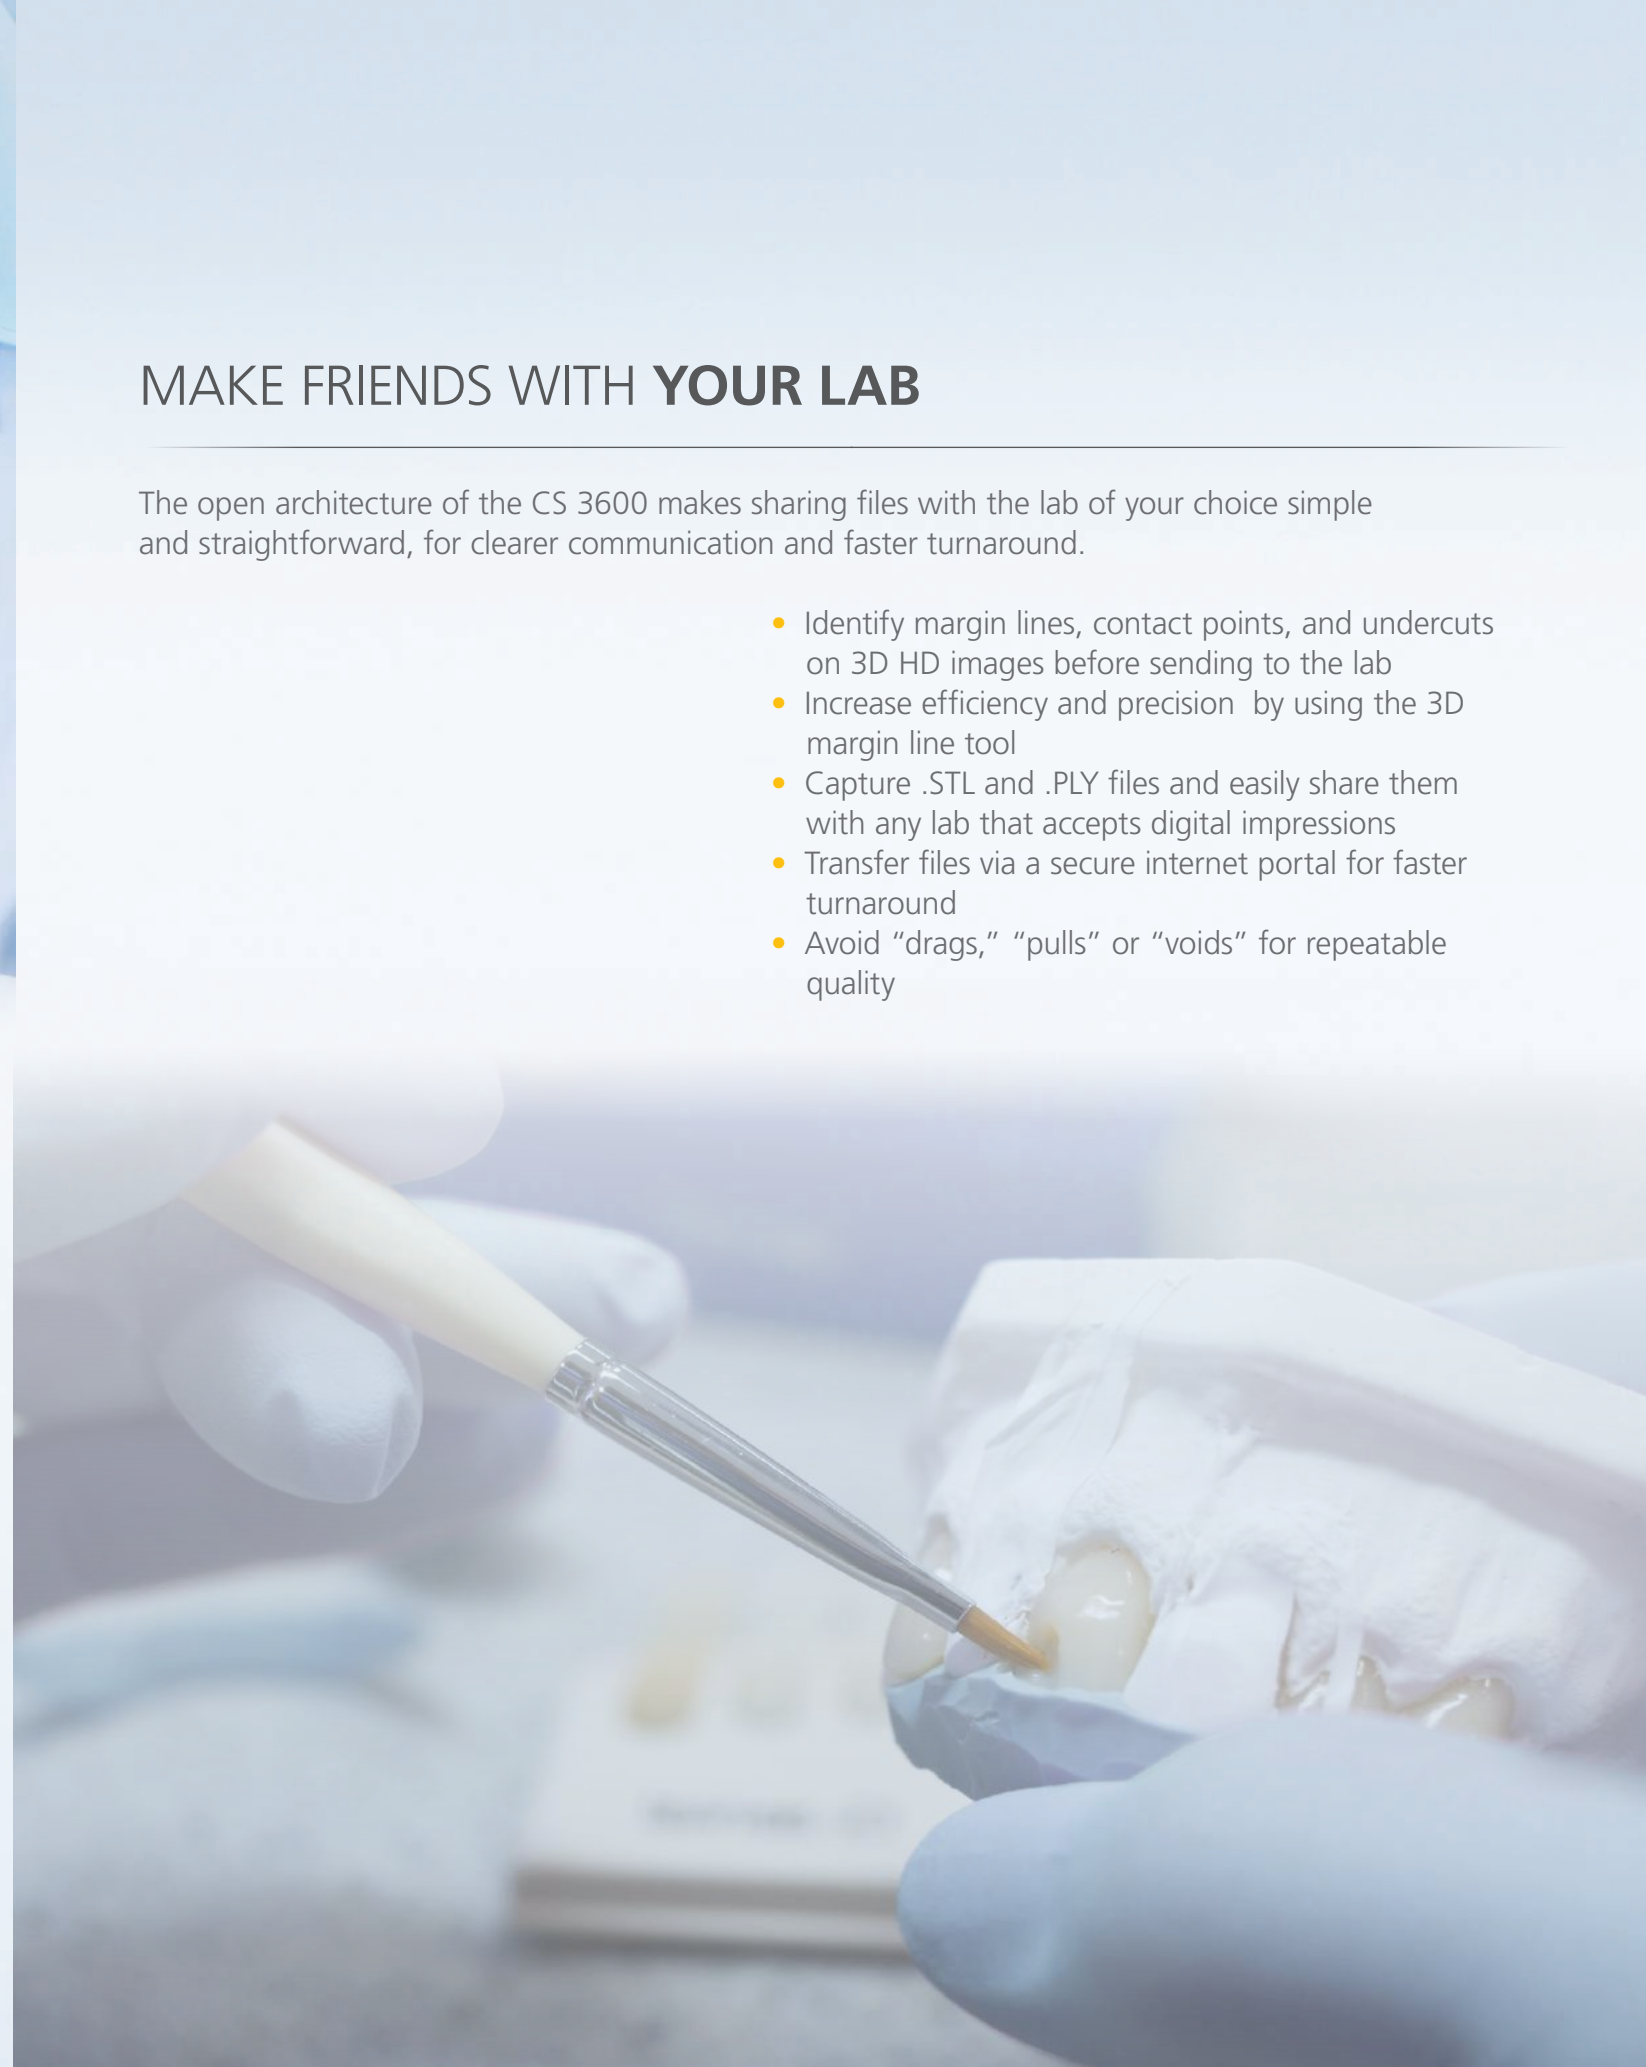 MAKE FRIENDS WITH YOUR LAB
The open architecture of the CS 3600 makes sharing files with the lab of your choice simple
and straightforward, for clearer communication and faster turnaround.
• Identify margin lines, contact points, and undercuts
on 3D HD images before sending to the lab
• Increase efficiency and precision  by using the 3D
margin line tool
• Capture .STL and .PLY files and easily share them
with any lab that accepts digital impressions
• Transfer files via a secure internet portal for faster
turnaround
• Avoid “drags,” “pulls” or “voids” for repeatable
quality